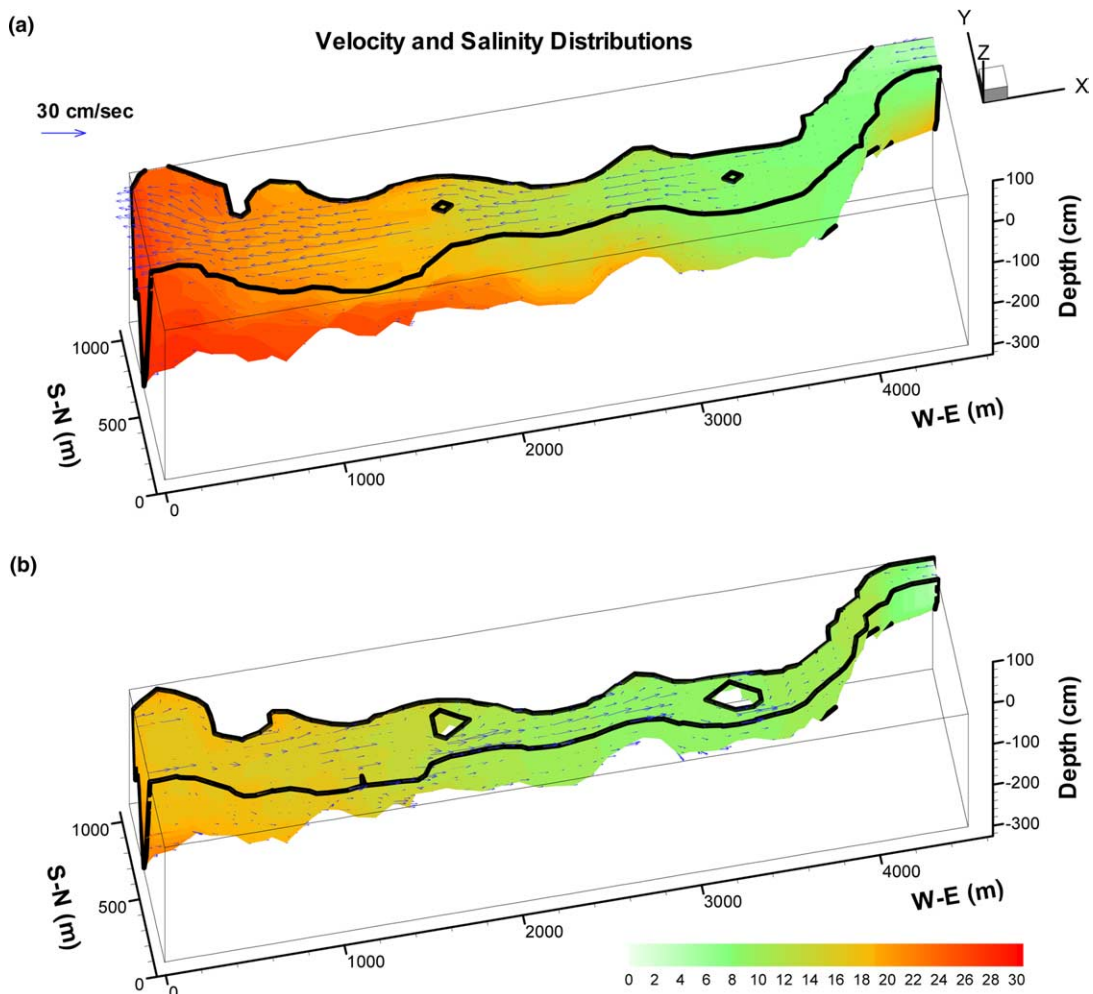 (a)
Velocity and Salinity Distributions
30 cm/sec
Y
Z
X
100
0
-100
-200
-300
Depth (cm)
1000
500
0
S-N (m)
0
1000
2000
3000
4000
W-E (m)
(b)
100
0
-100
-200
-300
Depth (cm)
1000
500
0
S-N (m)
0
1000
2000
3000
4000
W-E (m)
0 2 4 6 8 10 12 14 16 18 20 22 24 26 28 30